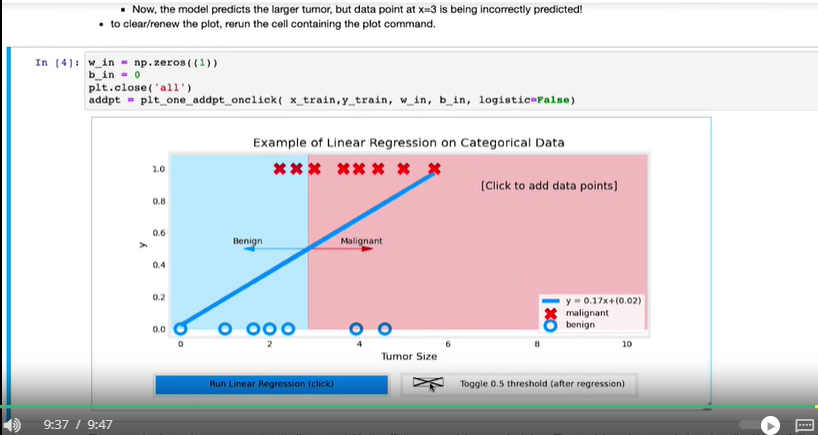 Now, the model predicts the larger tumor, but data point at x=3 is being incorrectly predicted!
to clear/renew the plot, rerun the cell containing the plot command.
In [4]: w_in = np.zeros((1))
b_in = 0
plt.close('all')
addpt = plt_one_addpt_onclick( x_train,y_train, w_in, b_in, logistic=False)
Example of Linear Regression on Categorical Data
1.0
[Click to add data points]
0.8
0.6
Benign Malignant
y
0.4
0.2
y = 0.17x+(0.02)
malignant
benign
0.0
0 2 4 6 8 10
Tumor Size
Run Linear Regression (click) Toggle 0.5 threshold (after regression)
9:37 / 9:47